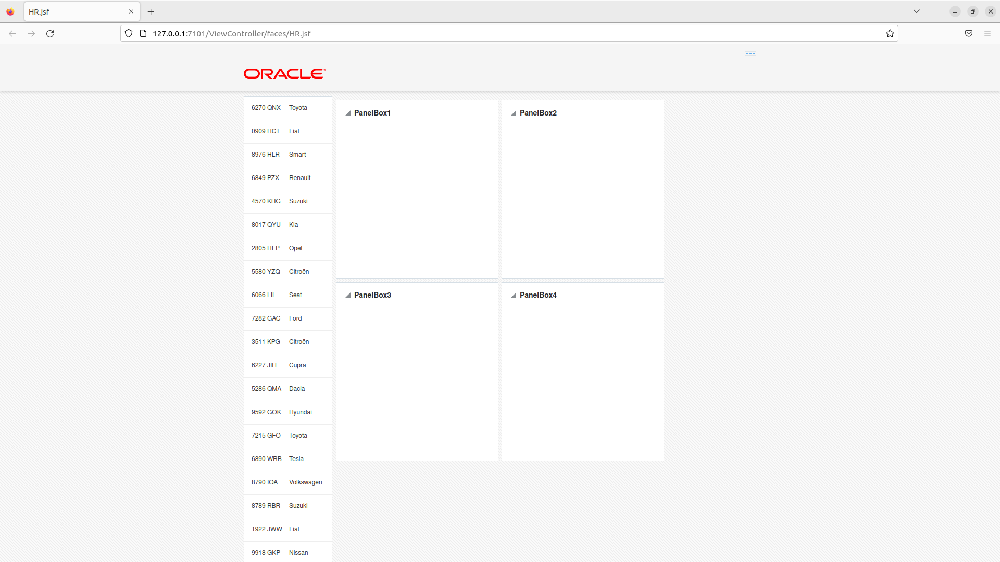 HR.jsf
127.0.0.1:7101/ViewController/faces/HR.jsf
ORACLE®
6270 QNX Toyota
0909 HCT Fiat
8976 HLR Smart
6849 PZX Renault
4570 KHG Suzuki
8017 QYU Kia
2805 HFP Opel
5580 YZQ Citroën
6066 LIL Seat
7282 GAC Ford
3511 KPG Citroën
6227 JIH Cupra
5286 QMA Dacia
9592 GOK Hyundai
7215 GFO Toyota
6890 WRB Tesla
8790 IOA Volkswagen
8789 RBR Suzuki
1922 JWW Fiat
9918 GKP Nissan
PanelBox1
PanelBox2
PanelBox3
PanelBox4